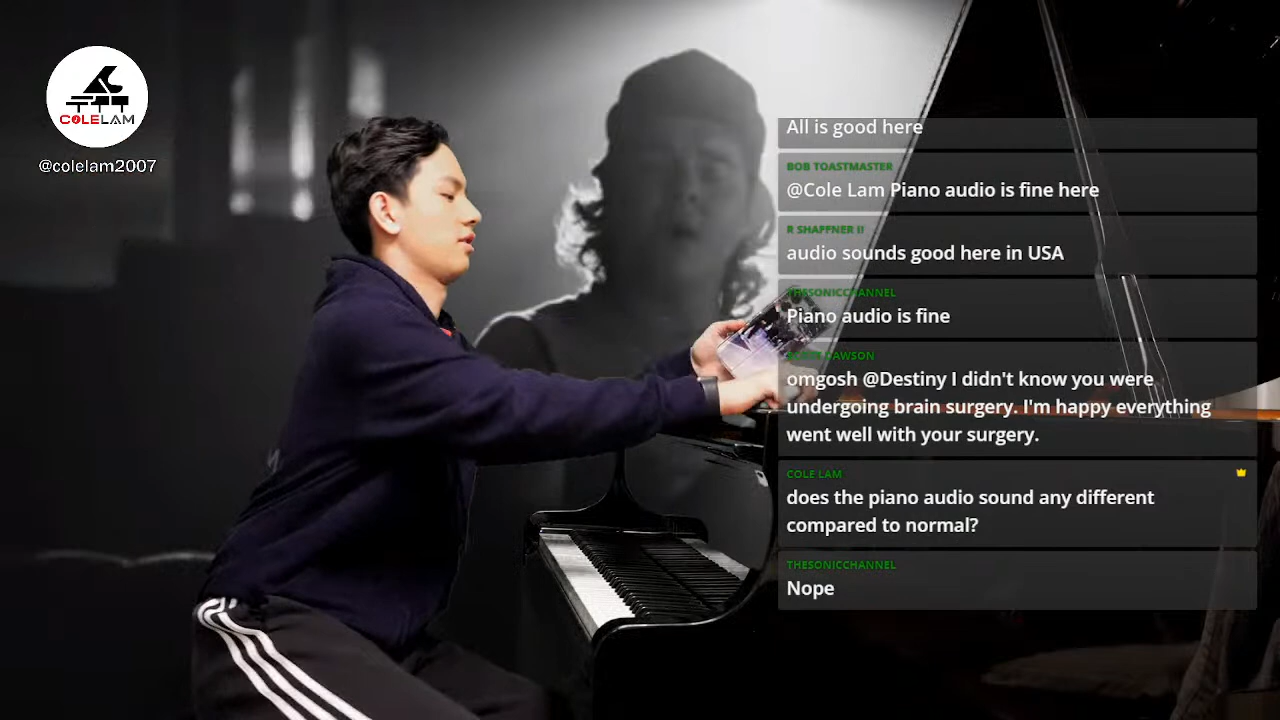 COLELAM
@colelam2007
All is good here
BOB TOASTMASTER
@Cole Lam Piano audio is fine here
R SHAFFNER II
audio sounds good here in USA
THESONICCHANNEL
Piano audio is fine
DAWSON
omgosh @Destiny I didn't know you were
undergoing brain surgery. I'm happy everything
went well with your surgery.
COLE LAM
does the piano audio sound any different
compared to normal?
THESONICCHANNEL
Nope